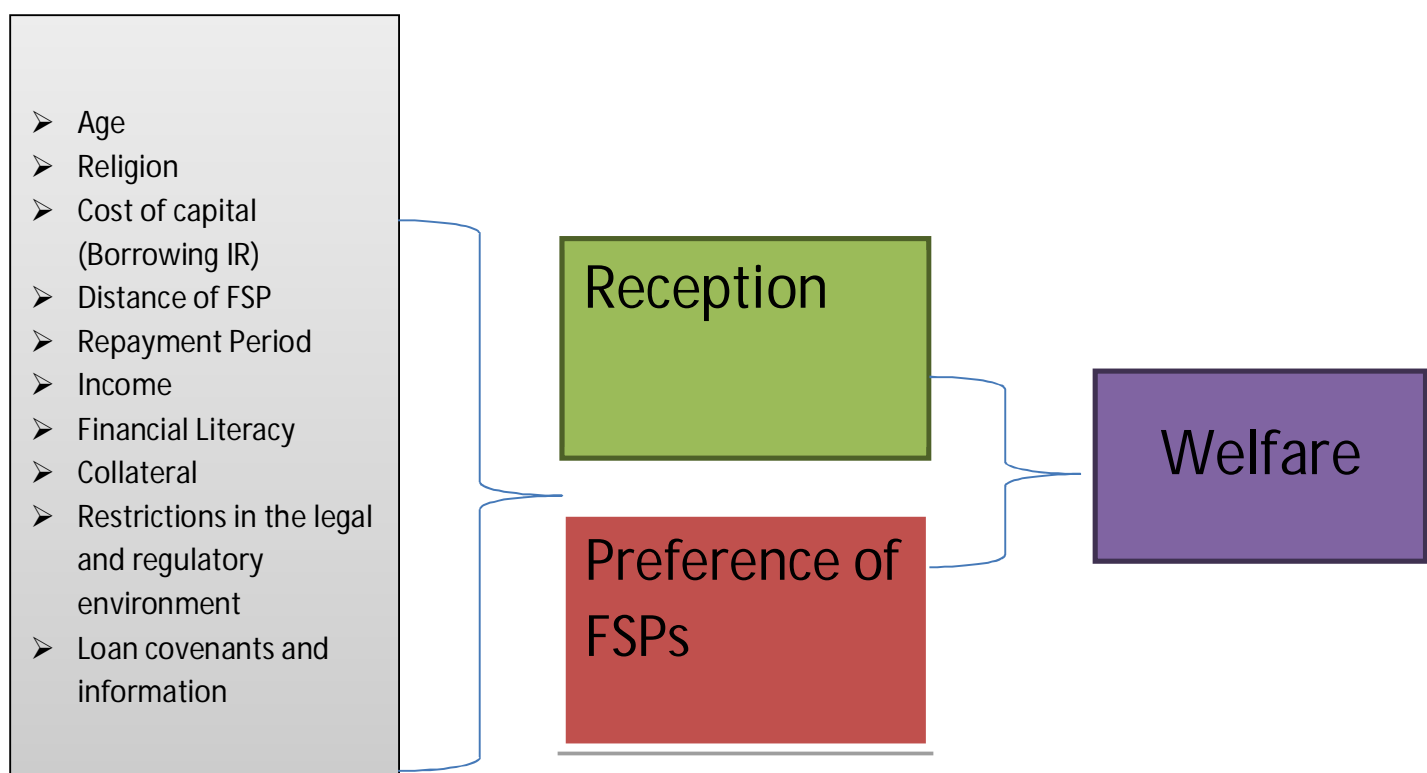 ➢ Age
➢ Religion
➢ Cost of capital
(Borrowing IR)
➢ Distance of FSP
➢ Repayment Period
➢ Income
➢ Financial Literacy
➢ Collateral
➢ Restrictions in the legal
and regulatory
environment
➢ Loan covenants and
information
Reception
Preference of
FSPs
Welfare